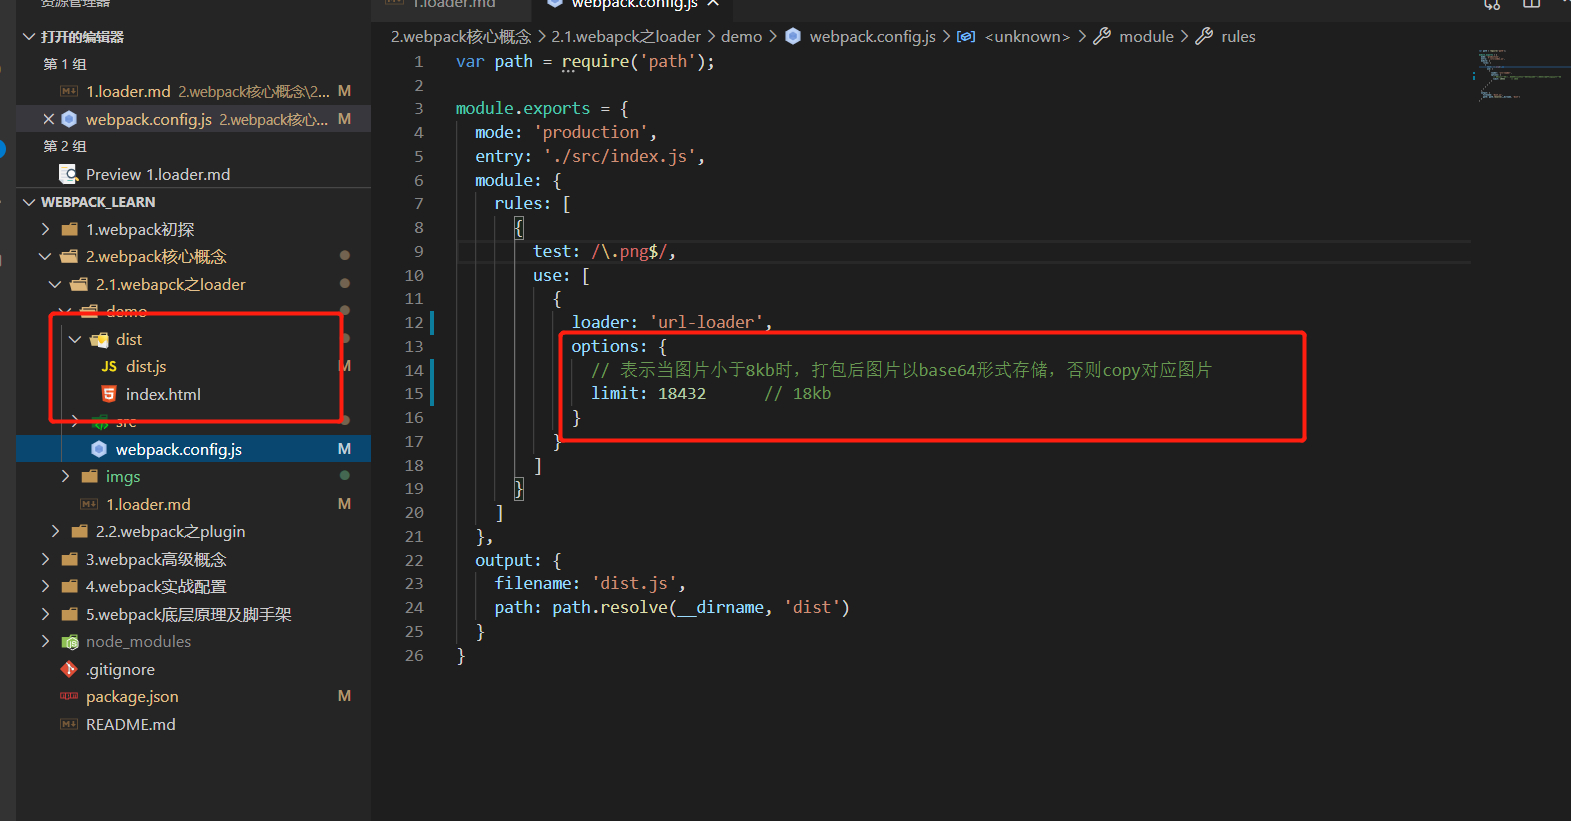 资源管理器
打开的编辑器
第 1 组
1.loader.md 2.webpack核心概念\2... M
webpack.config.js 2.webpack核心... M
第 2 组
Preview 1.loader.md
WEBPACK_LEARN
1.webpack初探
2.webpack核心概念
2.1.webapck之loader
demo
dist
JS dist.js M
index.html
src
webpack.config.js M
imgs
1.loader.md M
2.2.webpack之plugin
3.webpack高级概念
4.webpack实战配置
5.webpack底层原理及脚手架
node_modules
.gitignore
package.json M
README.md
1.loader.md
webpack.config.js
2.webpack核心概念 > 2.1.webapck之loader > demo > webpack.config.js > <unknown> > module > rules
1 var path = require('path');
2
3 module.exports = {
4 mode: 'production',
5 entry: './src/index.js',
6 module: {
7 rules: [
8 {
9 test: /\.png$/,
10 use: [
11 {
12 loader: 'url-loader',
13 options: {
14 // 表示当图片小于8kb时，打包后图片以base64形式存储，否则copy对应图片
15 limit: 18432 // 18kb
16 }
17 }
18 ]
19 }
20 ]
21 },
22 output: {
23 filename: 'dist.js',
24 path: path.resolve(__dirname, 'dist')
25 }
26 }